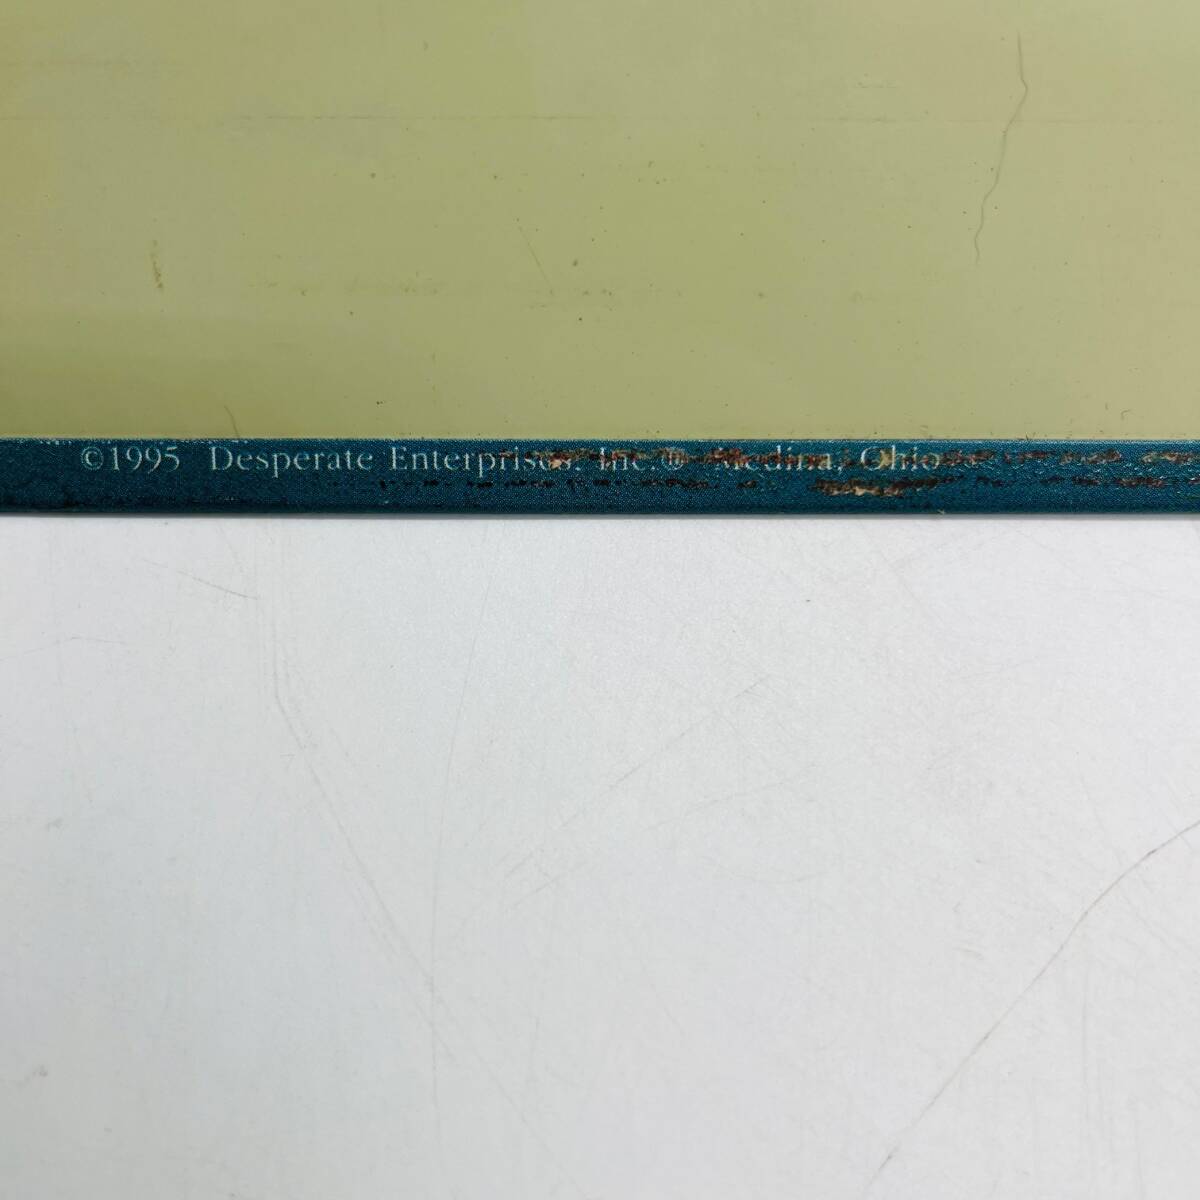 ©1995 Desperate Enterprises, Inc.® Medina, Ohio